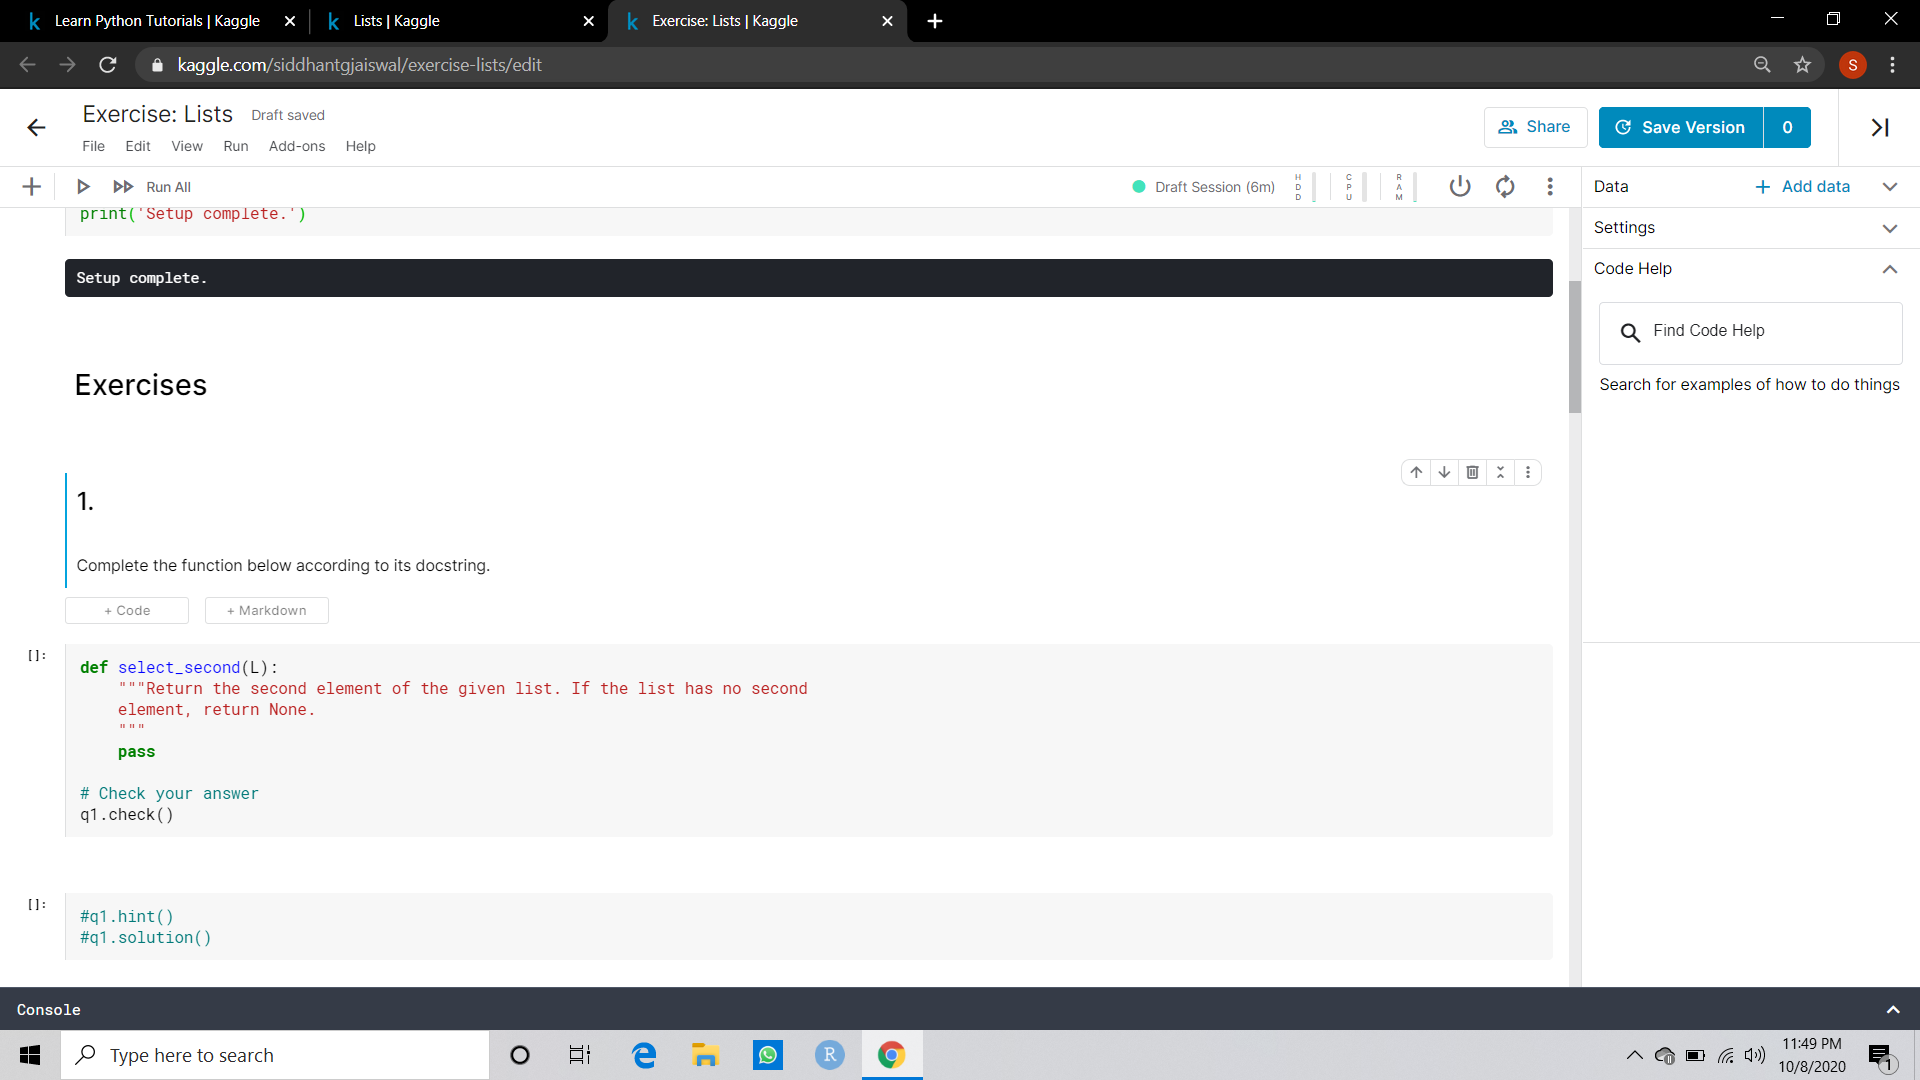 Learn Python Tutorials | Kaggle
Lists | Kaggle
Exercise: Lists | Kaggle
kaggle.com/siddhantgjaiswal/exercise-lists/edit
S
Exercise: Lists
Draft saved
File Edit View Run Add-ons Help
Share
Save Version
0
Run All
Draft Session (6m)
HDD
CPU
RAM
Data
Add data
Settings
Code Help
Find Code Help
Search for examples of how to do things
print('Setup complete.')
Setup complete.
Exercises
1.
Complete the function below according to its docstring.
+ Code
+ Markdown
[]:
def select_second(L):
"""Return the second element of the given list. If the list has no second
element, return None.
"""
pass
# Check your answer
q1.check()
[]:
#q1.hint()
#q1.solution()
Console
Type here to search
R
11:49 PM
10/8/2020
1